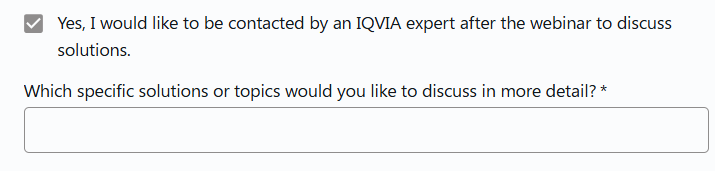 Yes, I would like to be contacted by an IQVIA expert after the webinar to discuss
solutions.
Which specific solutions or topics would you like to discuss in more detail? *